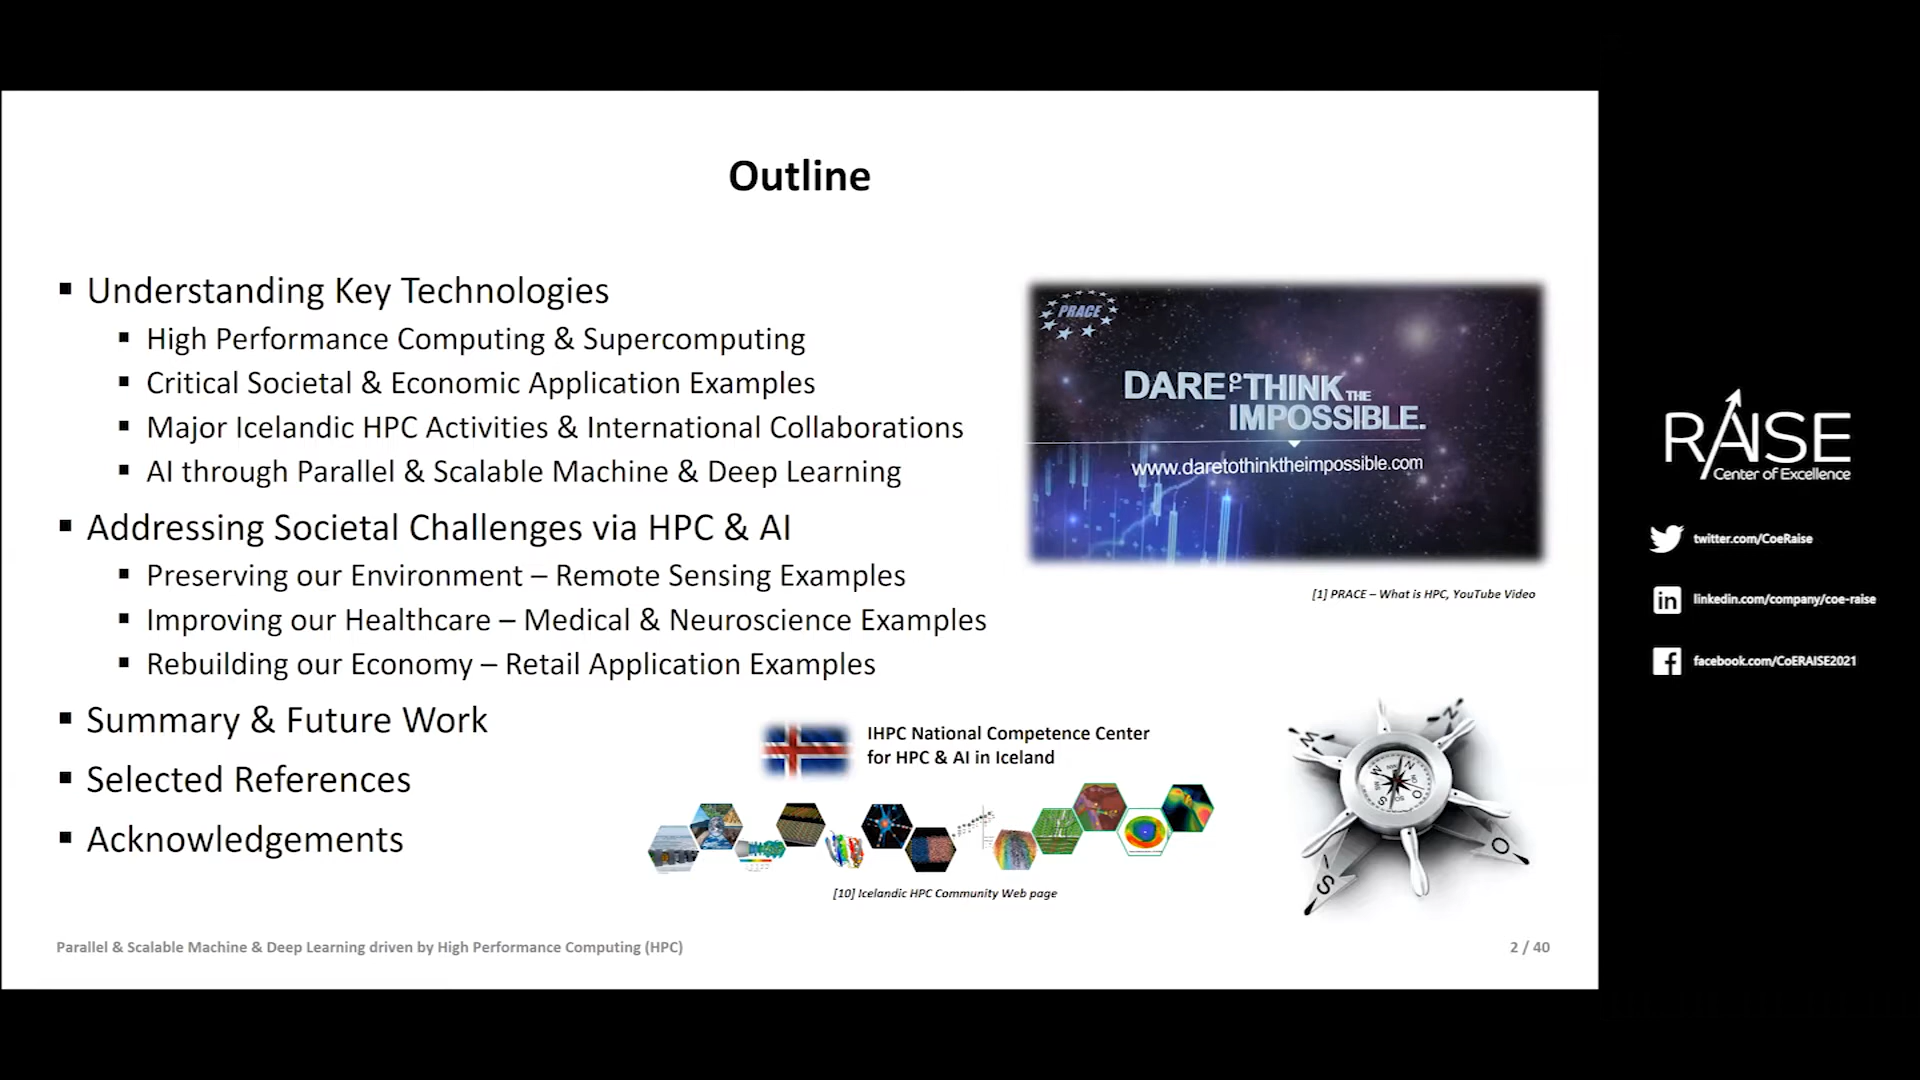 Outline
Understanding Key Technologies
High Performance Computing & Supercomputing
Critical Societal & Economic Application Examples
Major Icelandic HPC Activities & International Collaborations
AI through Parallel & Scalable Machine & Deep Learning
Addressing Societal Challenges via HPC & AI
Preserving our Environment – Remote Sensing Examples
Improving our Healthcare – Medical & Neuroscience Examples
Rebuilding our Economy – Retail Application Examples
Summary & Future Work
Selected References
Acknowledgements
PRACE
DARE TO THINK THE
IMPOSSIBLE.
www.daretothinktheimpossible.com
[1] PRACE – What is HPC, YouTube Video
IHPC National Competence Center
for HPC & AI in Iceland
[10] Icelandic HPC Community Web page
N
W
O
S
Parallel & Scalable Machine & Deep Learning driven by High Performance Computing (HPC)
2 / 40
RAISE
Center of Excellence
twitter.com/CoeRaise
in
linkedin.com/company/coe-raise
facebook.com/CoERAISE2021